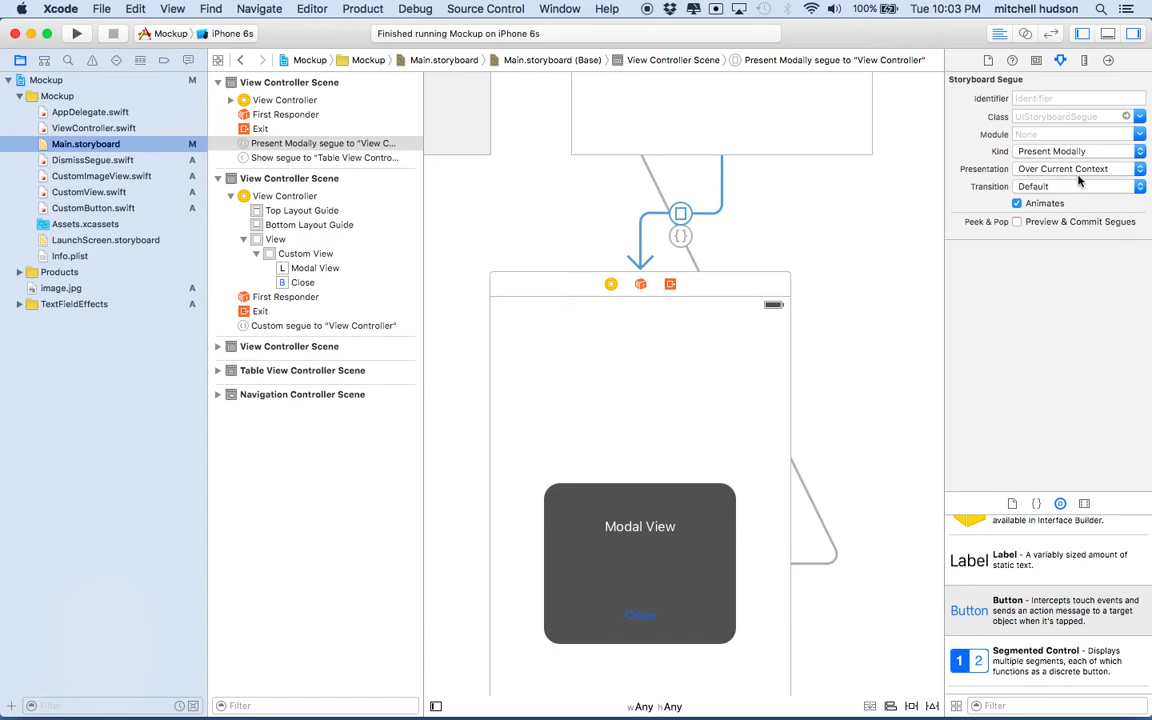 Xcode File Edit View Find Navigate Editor Product Debug Source Control Window Help 100% Tue 10:03 PM mitchell hudson
Mockup iPhone 6s Finished running Mockup on iPhone 6s
Mockup Mockup Main.storyboard Main.storyboard (Base) View Controller Scene Present Modally segue to "View Controller"
Mockup M
Mockup
AppDelegate.swift
ViewController.swift
Main.storyboard M
DismissSegue.swift A
CustomImageView.swift A
CustomView.swift A
CustomButton.swift A
Assets.xcassets
LaunchScreen.storyboard A
Info.plist
Products
image.jpg A
TextFieldEffects A
Filter
View Controller Scene
View Controller
First Responder
Exit
Present Modally segue to "View C...
Show segue to "Table View Contro...
View Controller Scene
View Controller
Top Layout Guide
Bottom Layout Guide
View
Custom View
L Modal View
B Close
First Responder
Exit
Custom segue to "View Controller"
View Controller Scene
Table View Controller Scene
Navigation Controller Scene
Filter
Modal View
Close
wAny hAny
Storyboard Segue
Identifier Identifier
Class UIStoryboardSegue
Module None
Kind Present Modally
Presentation Over Current Context
Transition Default
Animates
Peek & Pop Preview & Commit Segues
available in Interface Builder.
Label Label - A variably sized amount of
static text.
Button Button - Intercepts touch events and
sends an action message to a target
object when it's tapped.
1 2 Segmented Control - Displays
multiple segments, each of which
functions as a discrete button.
Filter